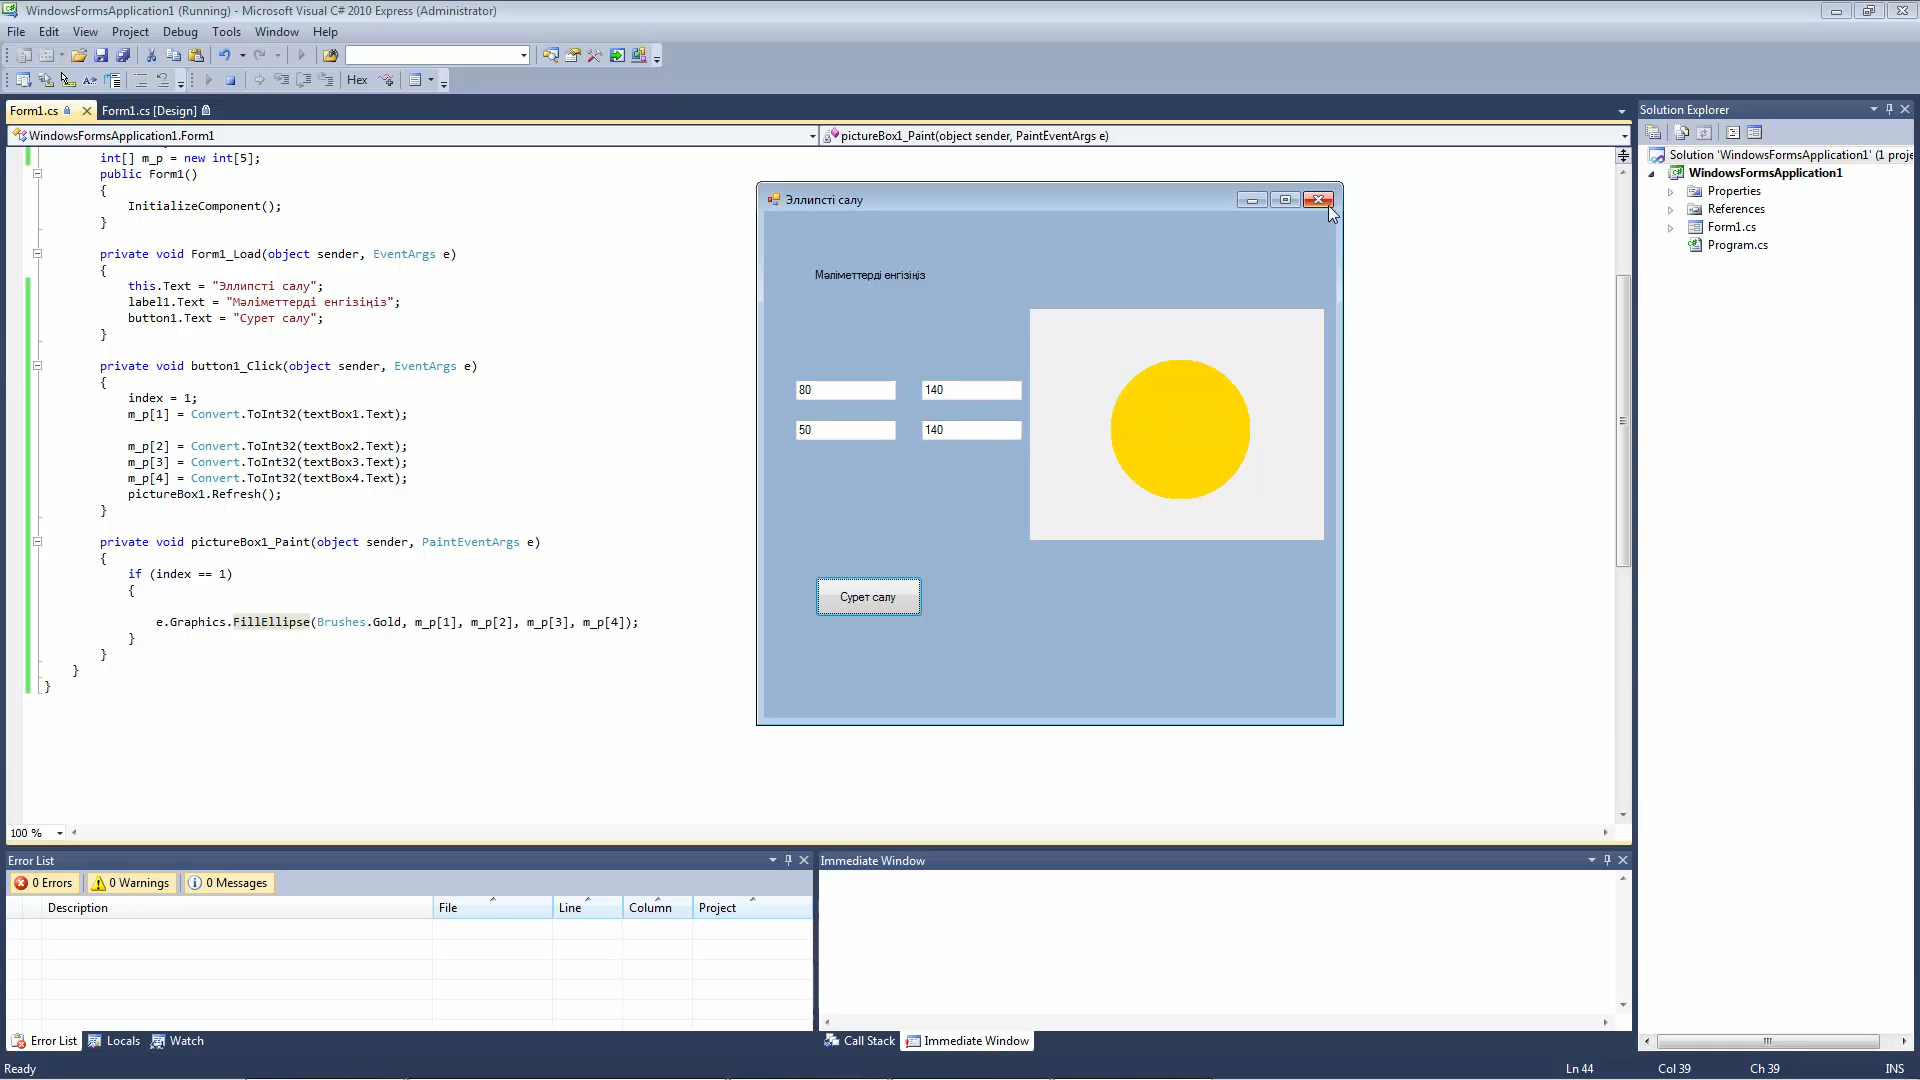 WindowsFormsApplication1 (Running) - Microsoft Visual C# 2010 Express (Administrator)
File Edit View Project Debug Tools Window Help
Hex
Form1.cs Form1.cs [Design]
WindowsFormsApplication1.Form1 pictureBox1_Paint(object sender, PaintEventArgs e)
int[] m_p = new int[5];
public Form1()
{
InitializeComponent();
}
private void Form1_Load(object sender, EventArgs e)
{
this.Text = "Эллипсті салу";
label1.Text = "Мәліметтерді енгізіңіз";
button1.Text = "Сурет салу";
}
private void button1_Click(object sender, EventArgs e)
{
index = 1;
m_p[1] = Convert.ToInt32(textBox1.Text);
m_p[2] = Convert.ToInt32(textBox2.Text);
m_p[3] = Convert.ToInt32(textBox3.Text);
m_p[4] = Convert.ToInt32(textBox4.Text);
pictureBox1.Refresh();
}
private void pictureBox1_Paint(object sender, PaintEventArgs e)
{
if (index == 1)
{
e.Graphics.FillEllipse(Brushes.Gold, m_p[1], m_p[2], m_p[3], m_p[4]);
}
}
}
}
100 %
Эллипсті салу
Мәліметтерді енгізіңіз
80 140
50 140
Сурет салу
Solution Explorer
Solution 'WindowsFormsApplication1' (1 proje
WindowsFormsApplication1
Properties
References
Form1.cs
Program.cs
Error List
0 Errors 0 Warnings 0 Messages
Description File Line Column Project
Error List Locals Watch
Immediate Window
Call Stack Immediate Window
Ready Ln 44 Col 39 Ch 39 INS